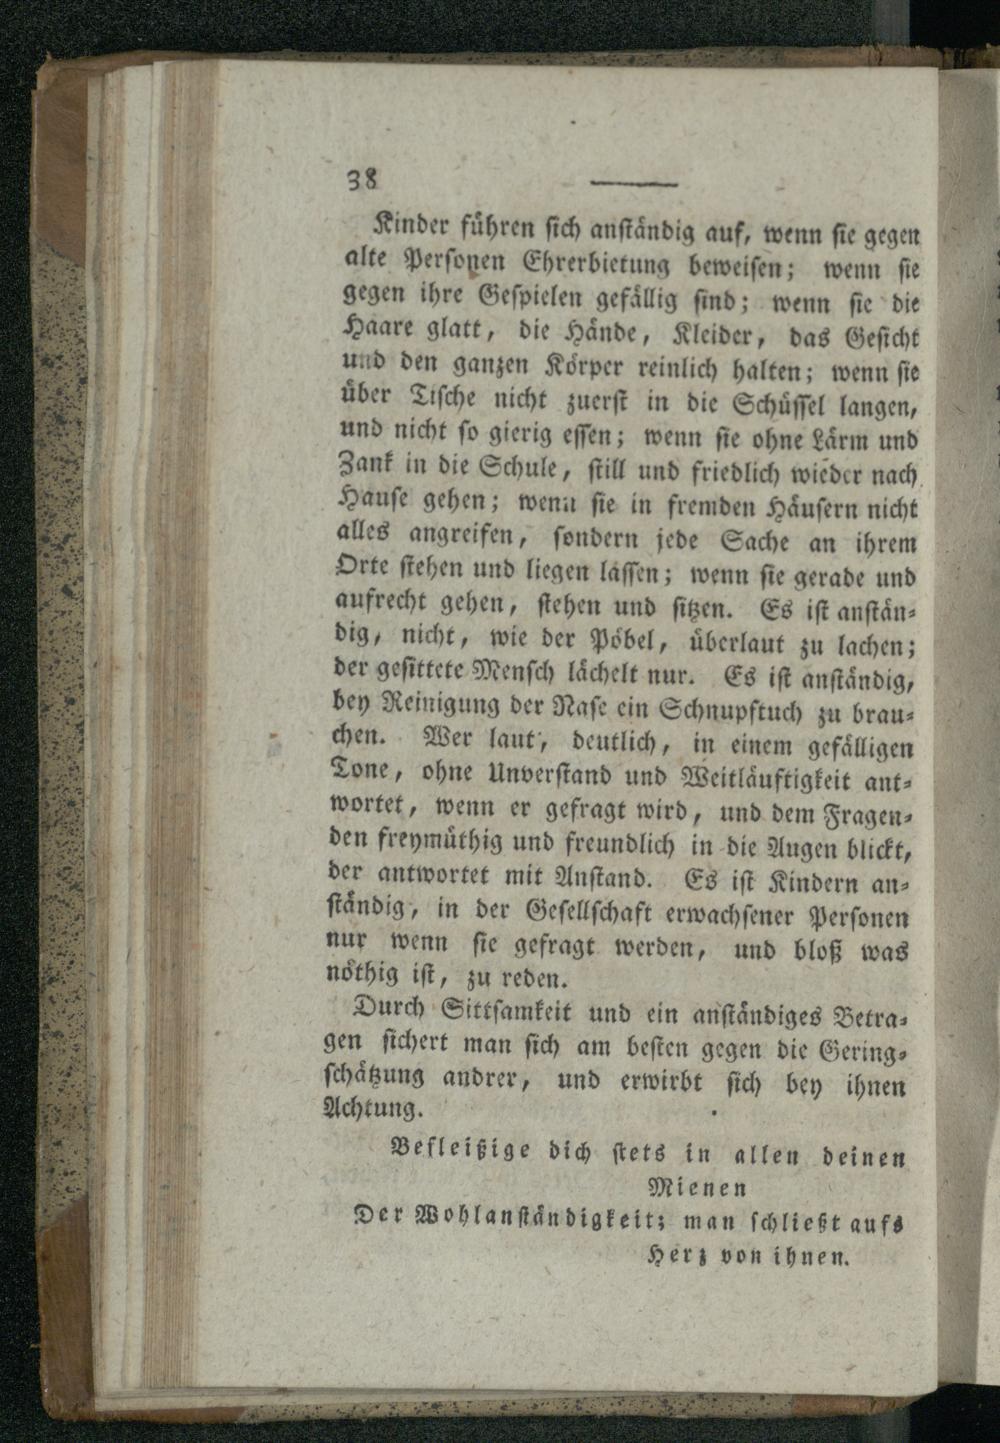 38
Kinder führen sich anständig auf, wenn sie gegen
alte Personen Ehrerbietung beweisen; wenn sie
gegen ihre Gespielen gefällig sind; wenn sie die
Haare glatt, die Hände, Kleider, das Gesicht
und den ganzen Körper reinlich halten; wenn sie
über Tische nicht zuerst in die Schüssel langen,
und nicht so gierig essen; wenn sie ohne Lärm und
Zank in die Schule, still und friedlich wieder nach
Hause gehen; wenn sie in fremden Häusern nicht
alles angreifen, sondern jede Sache an ihrem
Orte stehen und liegen lassen; wenn sie gerade und
aufrecht gehen, stehen und sitzen. Es ist anstän-
dig, nicht, wie der Pöbel, überlaut zu lachen;
der gesittete Mensch lächelt nur. Es ist anständig,
bey Reinigung der Nase ein Schnupftuch zu brau-
chen. Wer laut, deutlich, in einem gefälligen
Tone, ohne Unverstand und Weitläuftigkeit ant-
wortet, wenn er gefragt wird, und dem Fragen-
den freymüthig und freundlich in die Augen blickt,
der antwortet mit Anstand. Es ist Kindern an-
ständig, in der Gesellschaft erwachsener Personen
nur wenn sie gefragt werden, und bloß was
nöthig ist, zu reden.
Durch Sittsamkeit und ein anständiges Betra-
gen sichert man sich am besten gegen die Gering-
schätzung andrer, und erwirbt sich bey ihnen
Achtung.
Befleißige dich stets in allen deinen
Mienen
Der Wohlanständigkeit; man schließt aufs
Herz von ihnen.